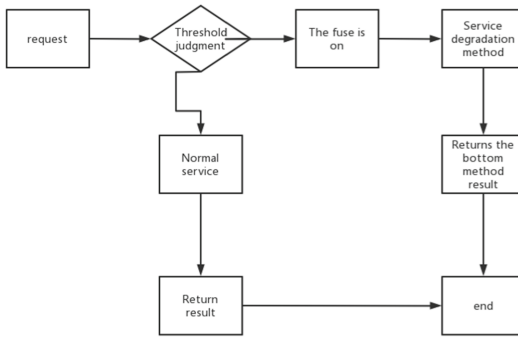 request
Threshold
judgment
The fuse is
on
Service
degradation
method
Normal
service
Returns the
bottom
method
result
Return
result
end